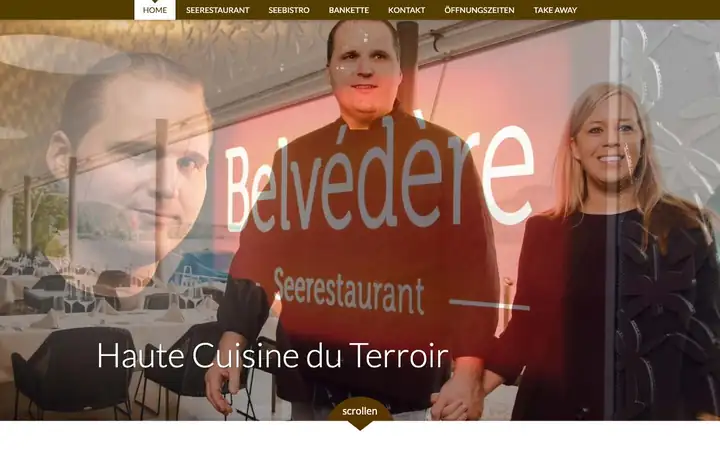 HOME SEERESTAURANT SEEBISTRO BANKETTE KONTAKT ÖFFNUNGSZEITEN TAKE AWAY
Belvédère
Seerestaurant
Haute Cuisine du Terroir
scrollen